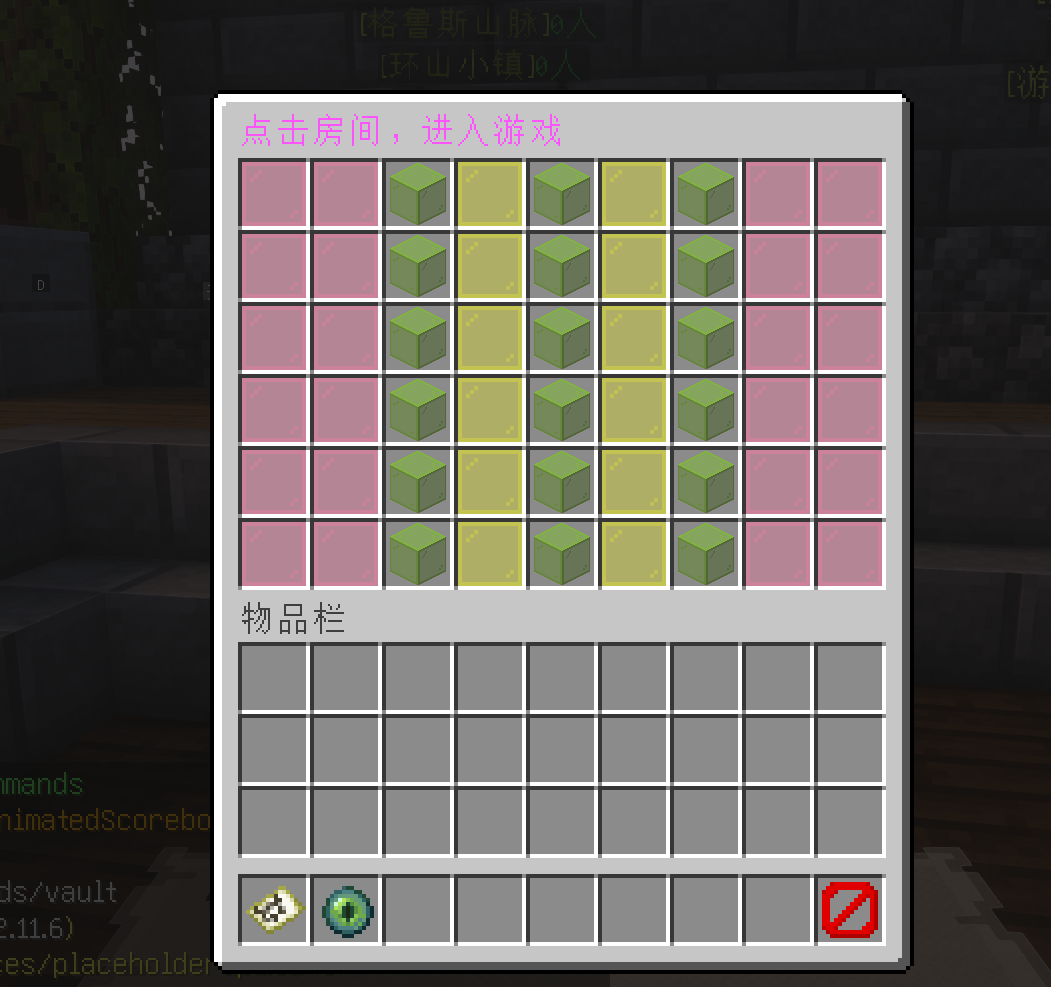 [格鲁斯山脉]0人
[环山小镇]0人
[游
点击房间，进入游戏
D
物品栏
mmands
nimatedScorebo
ds/vault
2.11.6)
ces/placeholder